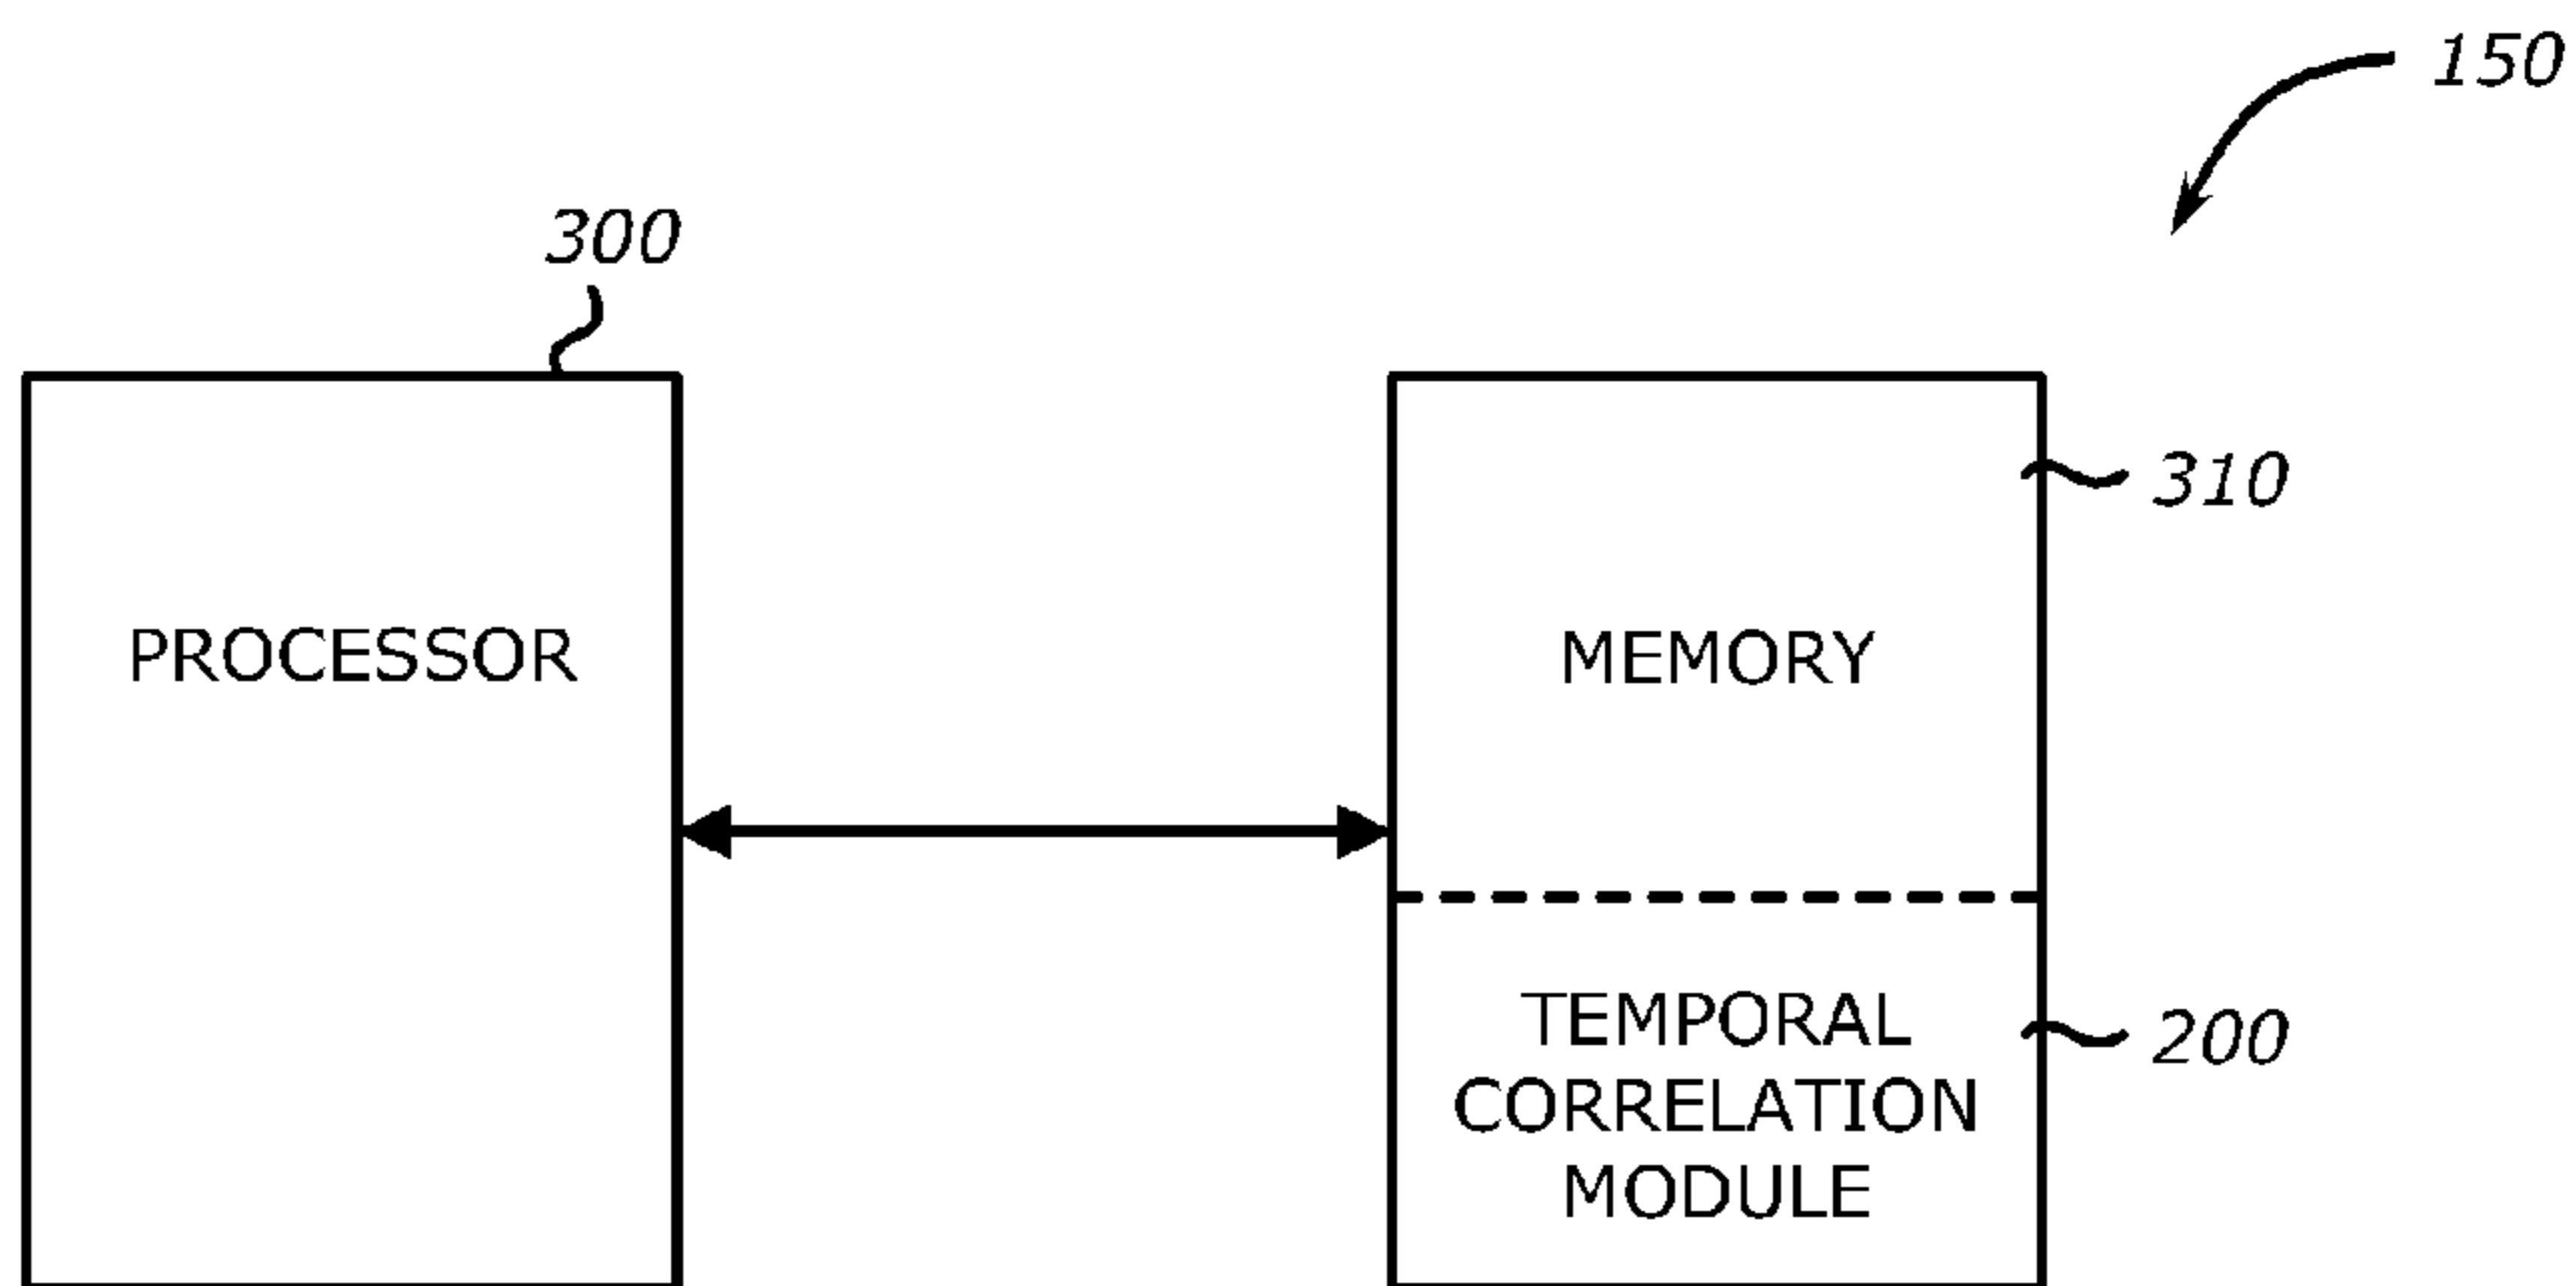 150
300
310
PROCESSOR
MEMORY
TEMPORAL
CORRELATION
MODULE
200